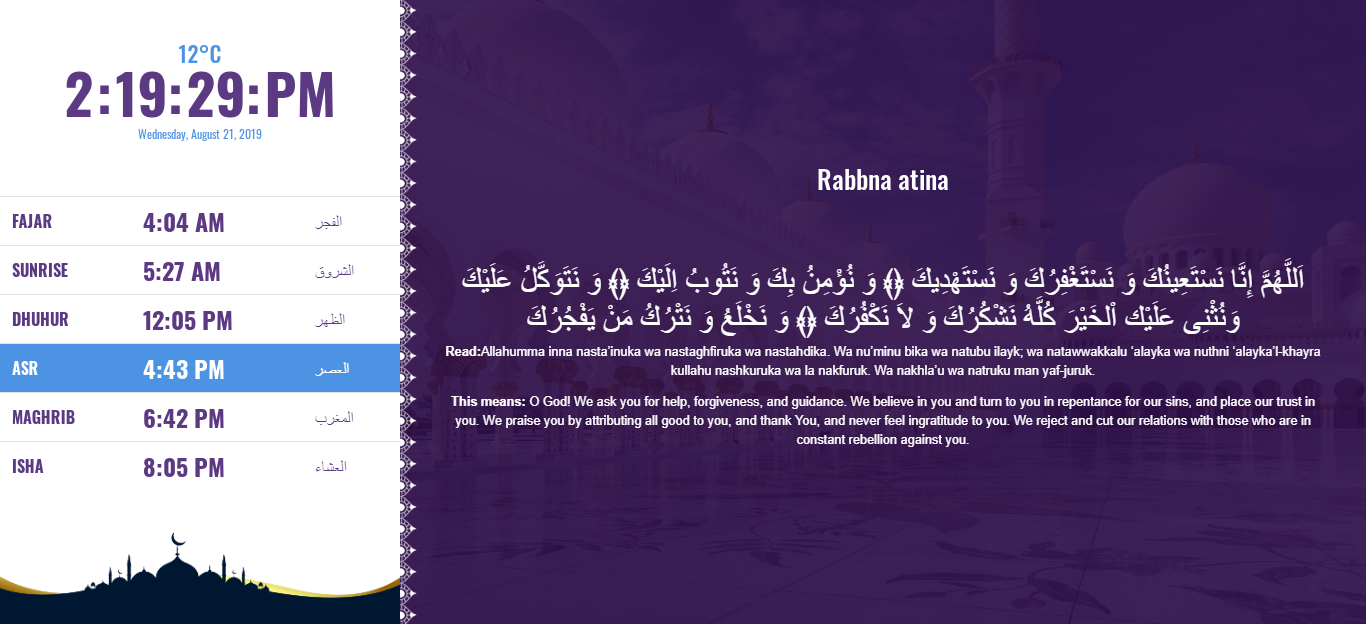 12°C
2:19:29:PM
Wednesday, August 21, 2019
FAJAR 4:04 AM الفجر
SUNRISE 5:27 AM الشروق
DHUHUR 12:05 PM الظهر
ASR 4:43 PM العصر
MAGHRIB 6:42 PM المغرب
ISHA 8:05 PM العشاء
Rabbna atina
اَللَّهُمَّ إِنَّا نَسْتَعِينُكَ وَ نَسْتَغْفِرُكَ وَ نَسْتَهْدِيكَ ﴿﴾ وَ نُؤْمِنُ بِكَ وَ نَتُوبُ اِلَيْكَ ﴿﴾ وَ نَتَوَكَّلُ عَلَيْكَ
وَنُثْنِى عَلَيْك اْلخَيْرَ كُلَّهُ نَشْكُرُكَ وَ لاَ نَكْفُرُكَ ﴿﴾ وَ نَخْلَعُ وَ نَتْرُكُ مَنْ يَفْجُرُكَ
Read:Allahumma inna nasta’inuka wa nastaghfiruka wa nastahdika. Wa nu’minu bika wa natubu ilayk; wa natawwakkalu ‘alayka wa nuthni ‘alayka’l-khayra
kullahu nashkuruka wa la nakfuruk. Wa nakhla’u wa natruku man yaf-juruk.
This means: O God! We ask you for help, forgiveness, and guidance. We believe in you and turn to you in repentance for our sins, and place our trust in
you. We praise you by attributing all good to you, and thank You, and never feel ingratitude to you. We reject and cut our relations with those who are in
constant rebellion against you.